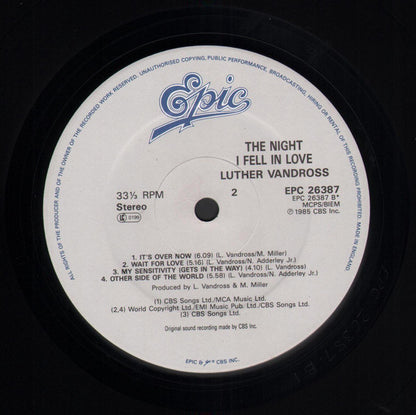 ALL RIGHTS OF THE PRODUCER AND OF THE OWNER OF THE RECORDED WORK RESERVED. UNAUTHORISED COPYING, PUBLIC PERFORMANCE, BROADCASTING, HIRING OR RENTAL OF THIS RECORDING PROHIBITED. MADE IN ENGLAND.
Epic
THE NIGHT
I FELL IN LOVE
LUTHER VANDROSS
33⅓ RPM
Stereo
LC 0199
2
EPC 26387
EPC 26387 B*
MCPS/BIEM
℗ 1985 CBS Inc.
1. IT'S OVER NOW (6.09) (L. Vandross/M. Miller)
2. WAIT FOR LOVE (5.16) (L. Vandross/N. Adderley Jr.)
3. MY SENSITIVITY (GETS IN THE WAY) (4.10) (L. Vandross)
4. OTHER SIDE OF THE WORLD (5.58) (L. Vandross/N. Adderley Jr.)
Produced by L. Vandross & M. Miller
(1) CBS Songs Ltd./MCA Music Ltd.
(2,4) World Copyright Ltd./EMI Music Pub. Ltd./CBS Songs Ltd.
(3) CBS Songs Ltd.
Original sound recording made by CBS Inc.
EPIC & Epic CBS INC.